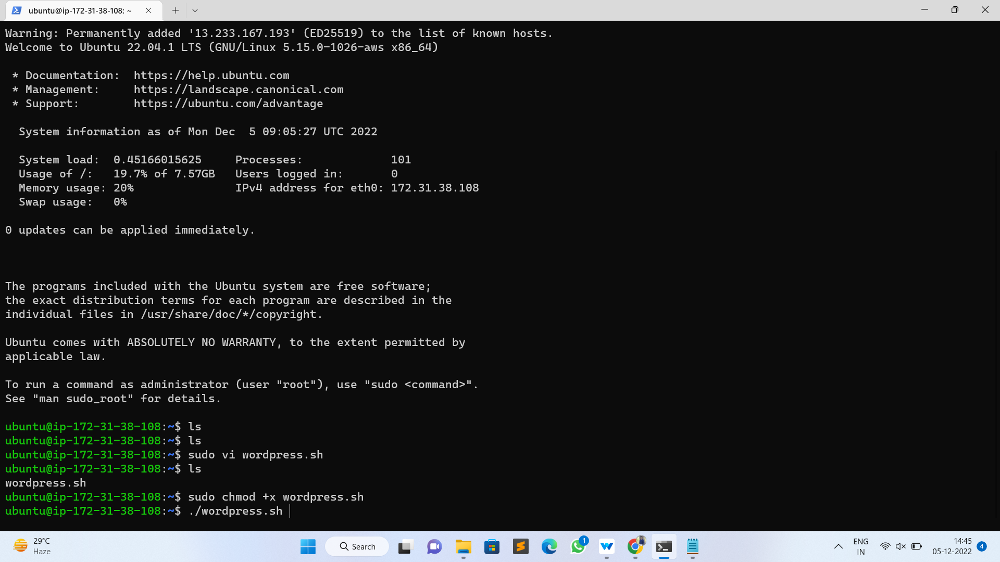 ubuntu@ip-172-31-38-108: ~
Warning: Permanently added '13.233.167.193' (ED25519) to the list of known hosts.
Welcome to Ubuntu 22.04.1 LTS (GNU/Linux 5.15.0-1026-aws x86_64)
* Documentation:  https://help.ubuntu.com
* Management:     https://landscape.canonical.com
* Support:        https://ubuntu.com/advantage
System information as of Mon Dec  5 09:05:27 UTC 2022
System load:  0.45166015625     Processes:             101
Usage of /:   19.7% of 7.57GB   Users logged in:       0
Memory usage: 20%               IPv4 address for eth0: 172.31.38.108
Swap usage:   0%
0 updates can be applied immediately.
The programs included with the Ubuntu system are free software;
the exact distribution terms for each program are described in the
individual files in /usr/share/doc/*/copyright.
Ubuntu comes with ABSOLUTELY NO WARRANTY, to the extent permitted by
applicable law.
To run a command as administrator (user "root"), use "sudo <command>".
See "man sudo_root" for details.
ubuntu@ip-172-31-38-108:~$ ls
ubuntu@ip-172-31-38-108:~$ ls
ubuntu@ip-172-31-38-108:~$ sudo vi wordpress.sh
ubuntu@ip-172-31-38-108:~$ ls
wordpress.sh
ubuntu@ip-172-31-38-108:~$ sudo chmod +x wordpress.sh
ubuntu@ip-172-31-38-108:~$ ./wordpress.sh
29°C
Haze
Search
1
ENG
IN
14:45
05-12-2022
4